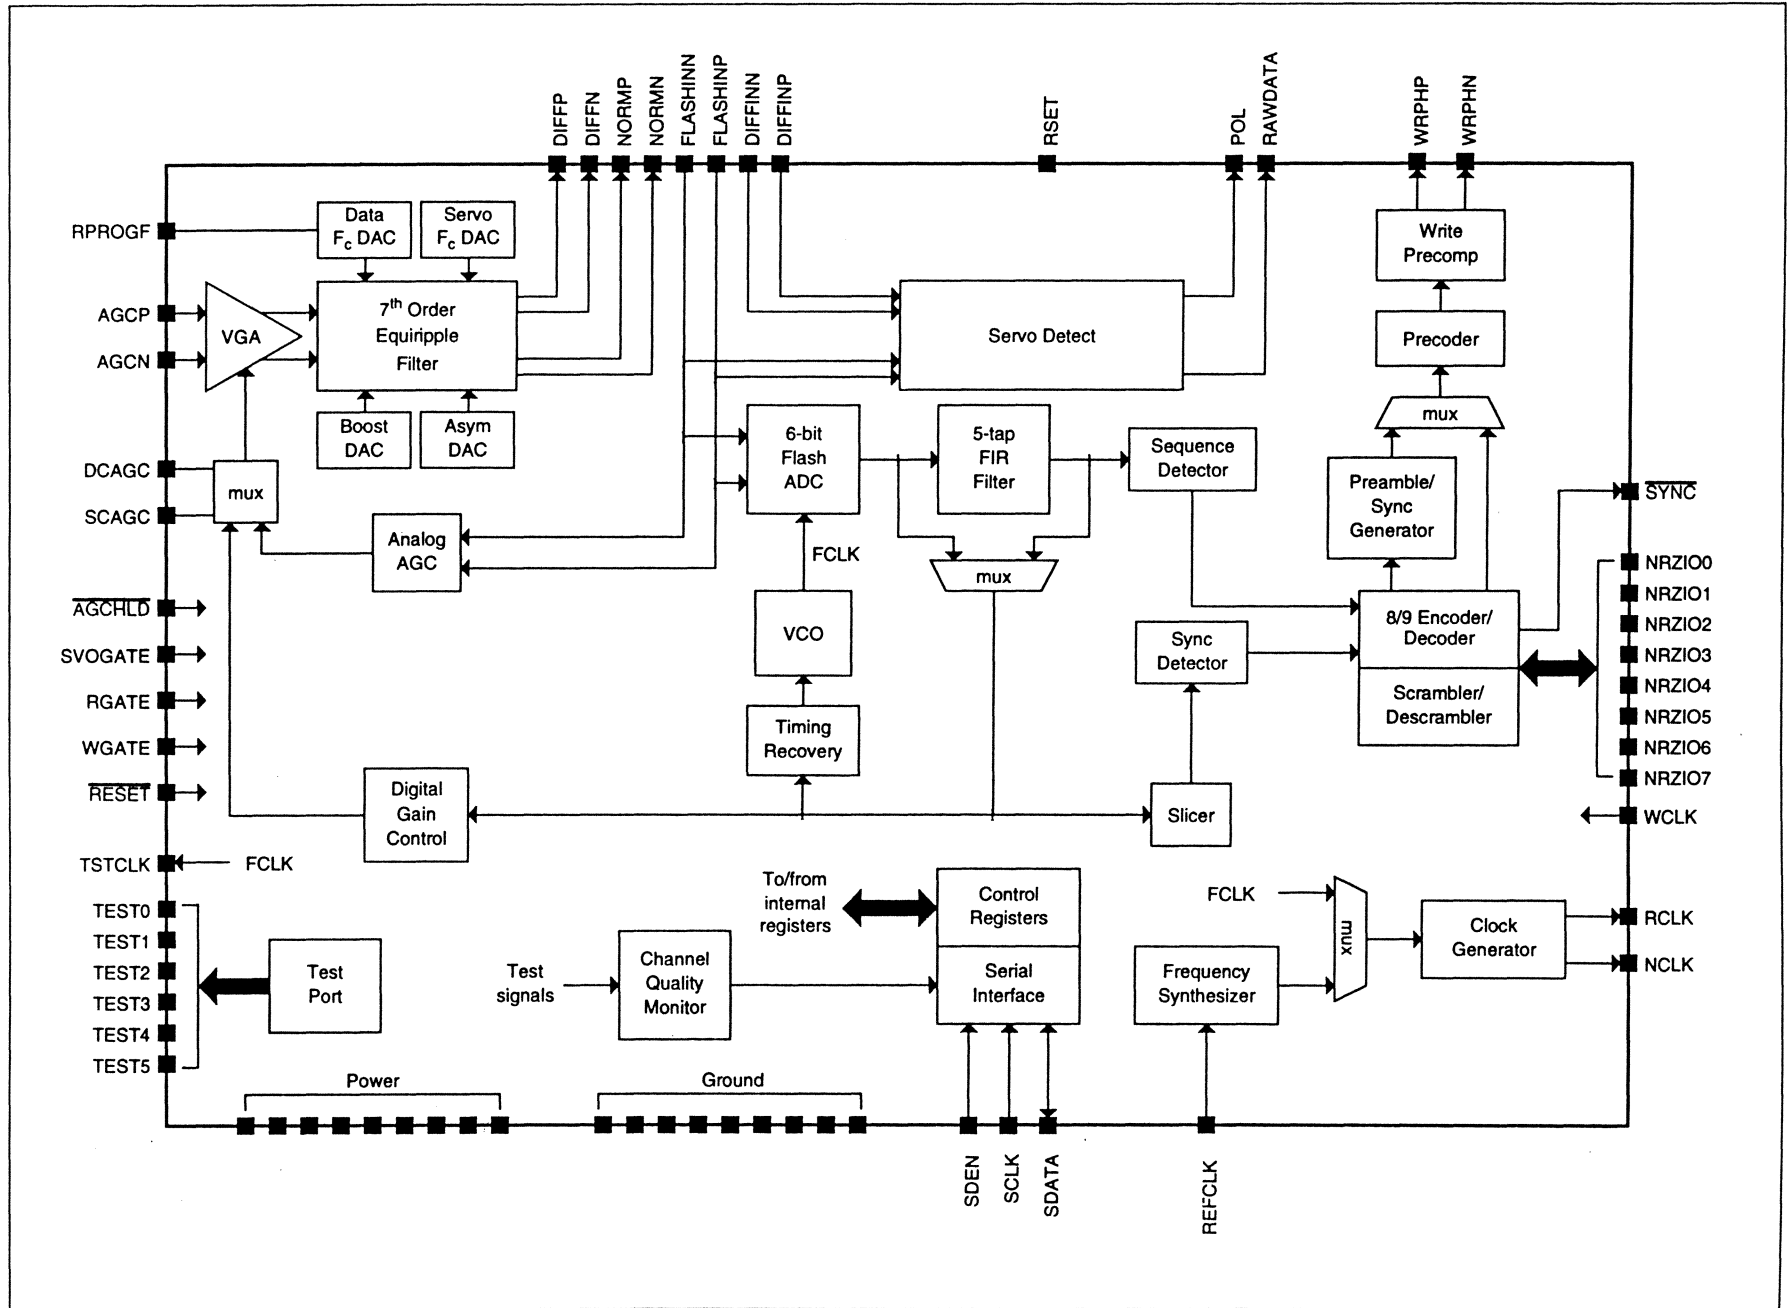 DIFFP
DIFFN
NORMP
NORMN
FLASHINN
FLASHINP
DIFFINN
DIFFINP
RSET
POL
RAWDATA
WRPHP
WRPHN
RPROGF
AGCP
AGCN
DCAGC
SCAGC
AGCHLD
SVOGATE
RGATE
WGATE
RESET
TSTCLK
FCLK
TEST0
TEST1
TEST2
TEST3
TEST4
TEST5
Data
Fc DAC
Servo
Fc DAC
VGA
7th Order
Equiripple
Filter
Boost
DAC
Asym
DAC
mux
Analog
AGC
Digital
Gain
Control
Test
Port
Servo Detect
6-bit
Flash
ADC
5-tap
FIR
Filter
Sequence
Detector
FCLK
mux
VCO
Timing
Recovery
Sync
Detector
Slicer
Write
Precomp
Precoder
mux
Preamble/
Sync
Generator
8/9 Encoder/
Decoder
Scrambler/
Descrambler
SYNC
NRZIO0
NRZIO1
NRZIO2
NRZIO3
NRZIO4
NRZIO5
NRZIO6
NRZIO7
WCLK
RCLK
NCLK
To/from
internal
registers
Control
Registers
Serial
Interface
Test
signals
Channel
Quality
Monitor
FCLK
mux
Frequency
Synthesizer
Clock
Generator
Power
Ground
SDEN
SCLK
SDATA
REFCLK